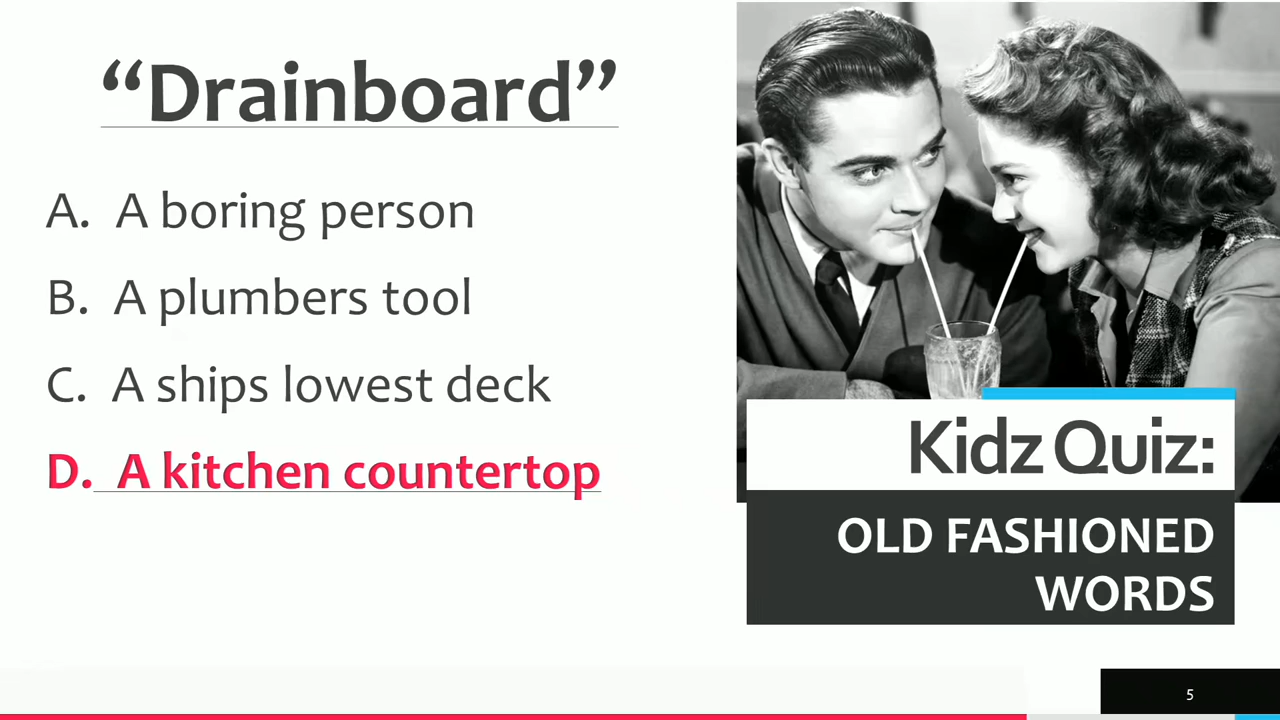 “Drainboard”
A. A boring person
B. A plumbers tool
C. A ships lowest deck
D. A kitchen countertop
Kidz Quiz:
OLD FASHIONED
WORDS
5